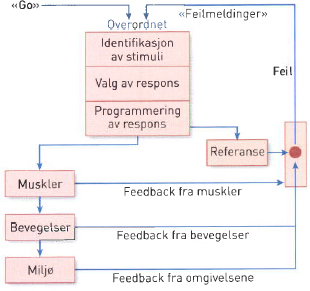 «Go»
«Feilmeldinger»
Overordnet
Identifikasjon
av stimuli
Valg av respons
Programmering
av respons
Feil
Referanse
Muskler
Feedback fra muskler
Bevegelser
Feedback fra bevegelser
Miljø
Feedback fra omgivelsene